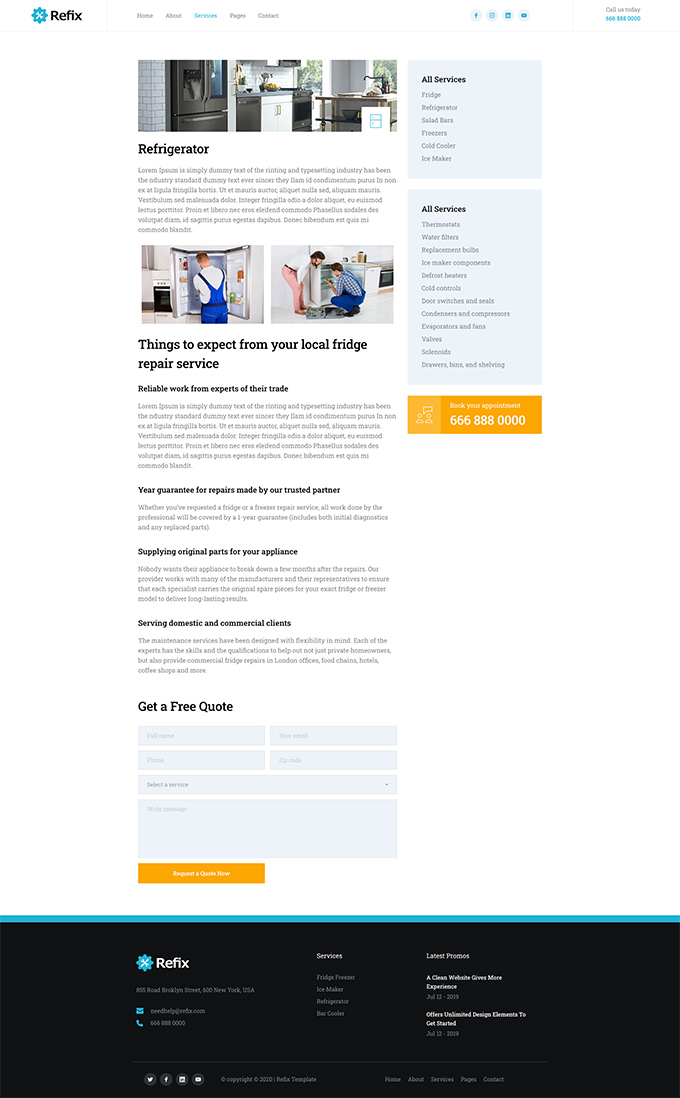 Refix
Home About Services Pages Contact
Call us today
666 888 0000
Refrigerator
Lorem Ipsum is simply dummy text of the rinting and typesetting industry has been
the ndustry standard dummy text ever sincer they llam id condimentum purus In non
ex at ligula fringilla lobortis. Ut et mauris auctor, aliquet nulla sed, aliquam mauris.
Vestibulum sed malesuada dolor. Integer fringilla odio a dolor aliquet, eu euismod
lectus porttitor. Proin et libero nec eros eleifend commodo Phasellus sodales des
volutpat diam, id sagittis purus egestas dapibus. Donec bibendum est quis mi
commodo blandit.
Things to expect from your local fridge
repair service
Reliable work from experts of their trade
Lorem Ipsum is simply dummy text of the rinting and typesetting industry has been
the ndustry standard dummy text ever sincer they llam id condimentum purus In non
ex at ligula fringilla lobortis. Ut et mauris auctor, aliquet nulla sed, aliquam mauris.
Vestibulum sed malesuada dolor. Integer fringilla odio a dolor aliquet, eu euismod
lectus porttitor. Proin et libero nec eros eleifend commodo Phasellus sodales des
volutpat diam, id sagittis purus egestas dapibus. Donec bibendum est quis mi
commodo blandit.
Year guarantee for repairs made by our trusted partner
Whether you've requested a fridge or a freezer repair service, all work done by the
professional will be covered by a 1-year guarantee (includes both initial diagnostics
and any replaced parts).
Supplying original parts for your appliance
Nobody wants their appliance to break down a few months after the repairs. Our
provider works with many of the manufacturers and their representatives to ensure
that each specialist carries the original spare pieces for your exact fridge or freezer
model to deliver long-lasting results.
Serving domestic and commercial clients
The maintenance services have been designed with flexibility in mind. Each of the
experts has the skills and the qualifications to help out not just private homeowners,
but also provide commercial fridge repairs in London offices, food chains, hotels,
coffee shops and more.
Get a Free Quote
Full name
Your email
Phone
Zip code
Select a service
Write message
Request a Quote Now
All Services
Fridge
Refrigerator
Salad Bars
Freezers
Cold Cooler
Ice Maker
All Services
Thermostats
Water filters
Replacement bulbs
Ice maker components
Defrost heaters
Cold controls
Door switches and seals
Condensers and compressors
Evaporators and fans
Valves
Solenoids
Drawers, bins, and shelving
Book your appointment
666 888 0000
Refix
855 Road Broklyn Street, 600 New York, USA
needhelp@refix.com
666 888 0000
Services
Fridge Freezer
Ice Maker
Refrigerator
Bar Cooler
Latest Promos
A Clean Website Gives More
Experience
Jul 12 - 2019
Offers Unlimited Design Elements To
Get Started
Jul 12 - 2019
© copyright © 2020 | Refix Template
Home About Services Pages Contact